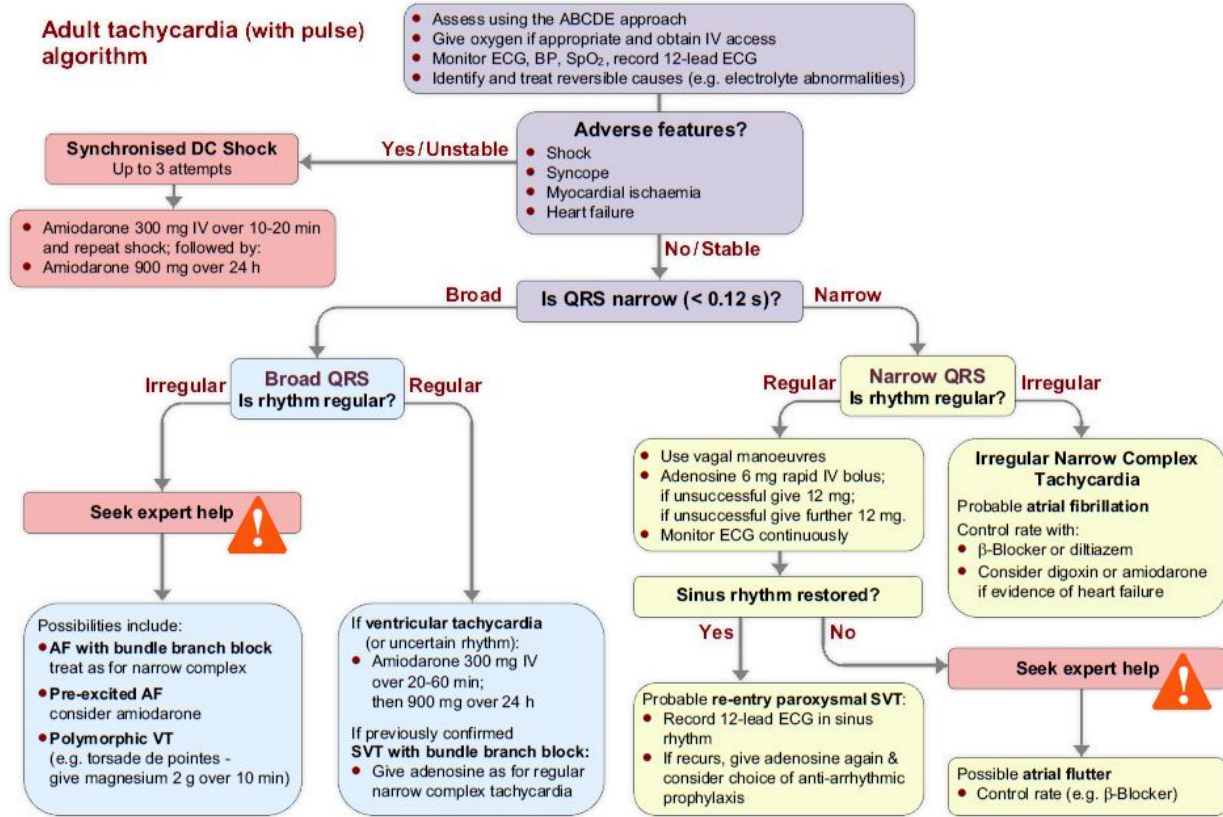 Adult tachycardia (with pulse)
algorithm
• Assess using the ABCDE approach
• Give oxygen if appropriate and obtain IV access
• Monitor ECG, BP, SpO₂, record 12-lead ECG
• Identify and treat reversible causes (e.g. electrolyte abnormalities)
Adverse features?
• Shock
• Syncope
• Myocardial ischaemia
• Heart failure
Yes/Unstable
Synchronised DC Shock
Up to 3 attempts
• Amiodarone 300 mg IV over 10-20 min
and repeat shock; followed by:
• Amiodarone 900 mg over 24 h
No/Stable
Is QRS narrow (< 0.12 s)?
Broad
Narrow
Broad QRS
Is rhythm regular?
Irregular
Regular
Seek expert help
!
Possibilities include:
• AF with bundle branch block
treat as for narrow complex
• Pre-excited AF
consider amiodarone
• Polymorphic VT
(e.g. torsade de pointes -
give magnesium 2 g over 10 min)
If ventricular tachycardia
(or uncertain rhythm):
• Amiodarone 300 mg IV
over 20-60 min;
then 900 mg over 24 h
If previously confirmed
SVT with bundle branch block:
• Give adenosine as for regular
narrow complex tachycardia
Narrow QRS
Is rhythm regular?
Regular
Irregular
• Use vagal manoeuvres
• Adenosine 6 mg rapid IV bolus;
if unsuccessful give 12 mg;
if unsuccessful give further 12 mg.
• Monitor ECG continuously
Irregular Narrow Complex
Tachycardia
Probable atrial fibrillation
Control rate with:
• β-Blocker or diltiazem
• Consider digoxin or amiodarone
if evidence of heart failure
Sinus rhythm restored?
Yes
No
Probable re-entry paroxysmal SVT:
• Record 12-lead ECG in sinus
rhythm
• If recurs, give adenosine again &
consider choice of anti-arrhythmic
prophylaxis
Seek expert help
!
Possible atrial flutter
• Control rate (e.g. β-Blocker)